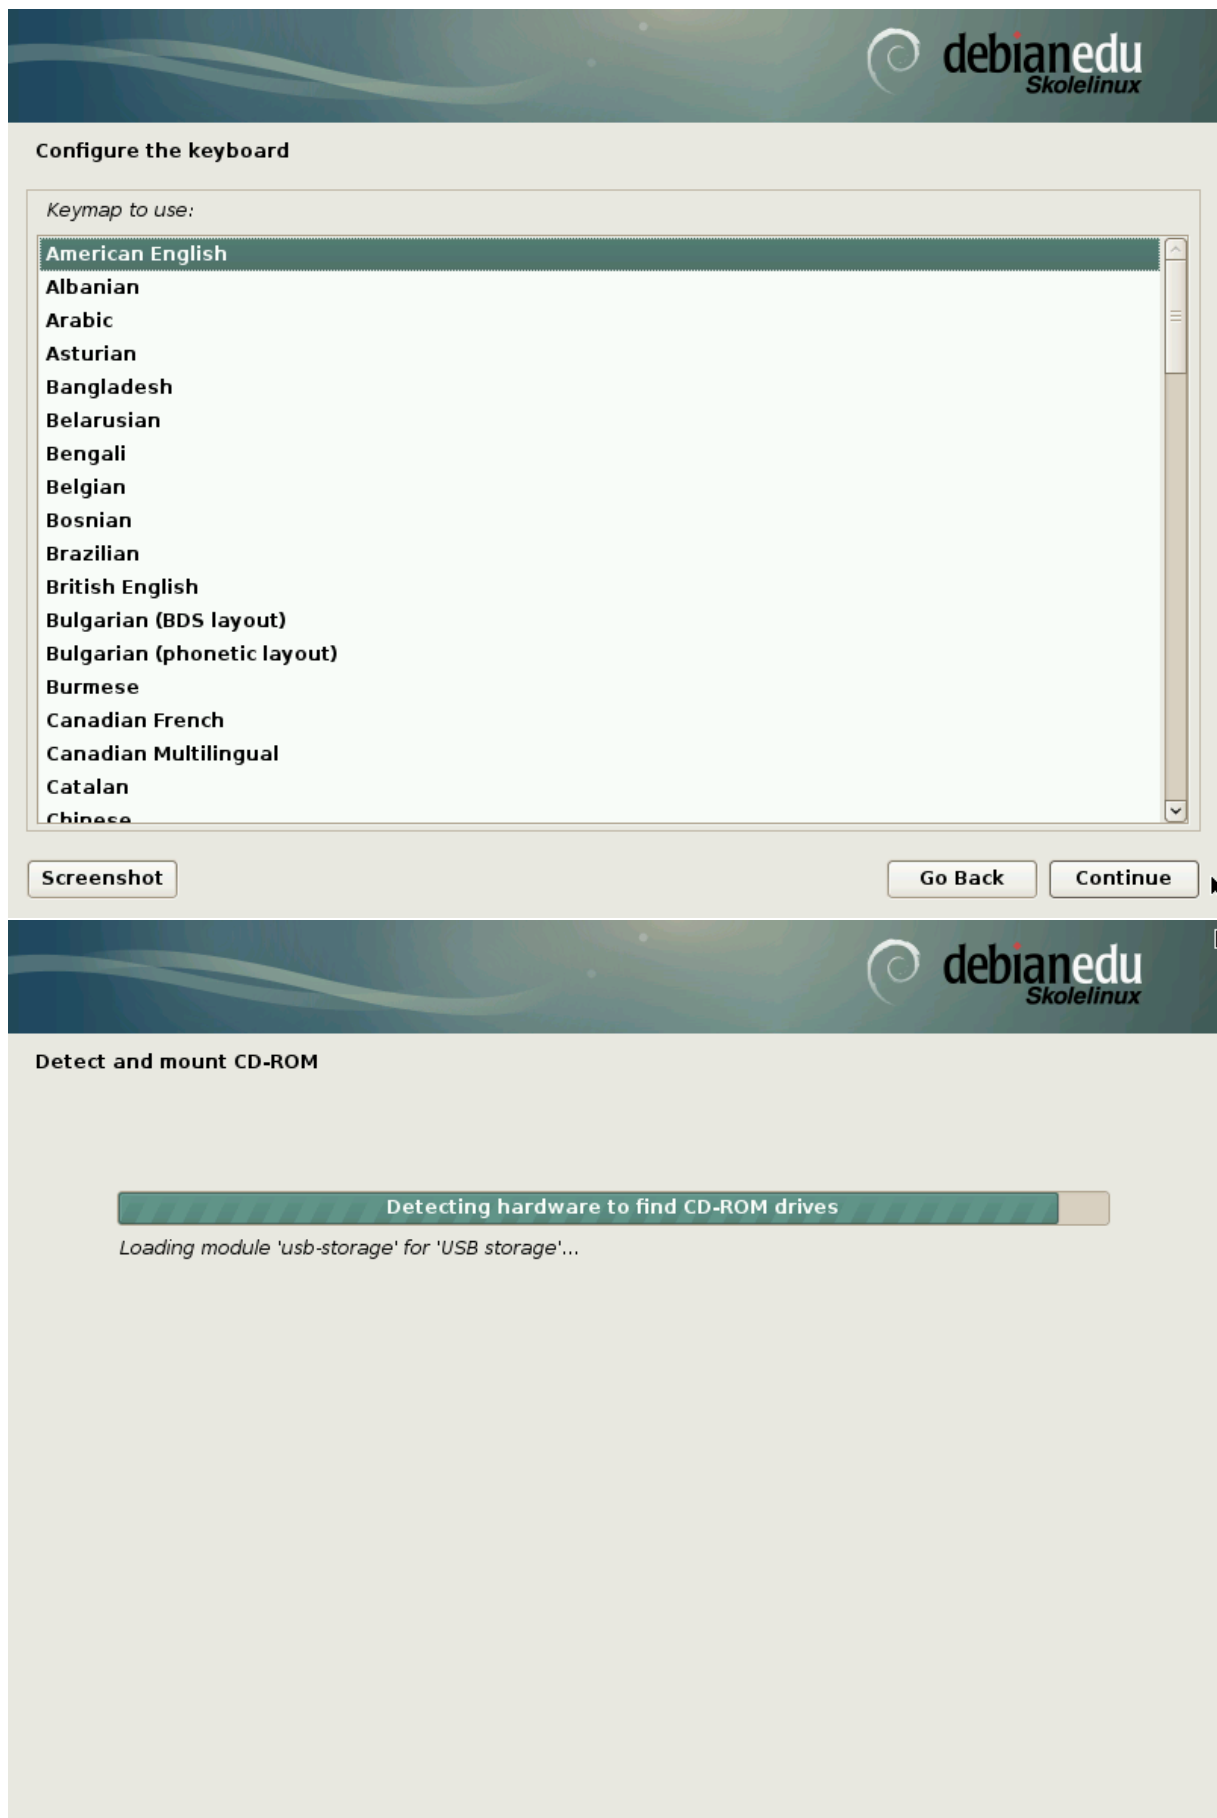 debianedu
Skolelinux
Configure the keyboard
Keymap to use:
American English
Albanian
Arabic
Asturian
Bangladesh
Belarusian
Bengali
Belgian
Bosnian
Brazilian
British English
Bulgarian (BDS layout)
Bulgarian (phonetic layout)
Burmese
Canadian French
Canadian Multilingual
Catalan
Chinese
Screenshot
Go Back
Continue
debianedu
Skolelinux
Detect and mount CD-ROM
Detecting hardware to find CD-ROM drives
Loading module 'usb-storage' for 'USB storage'...